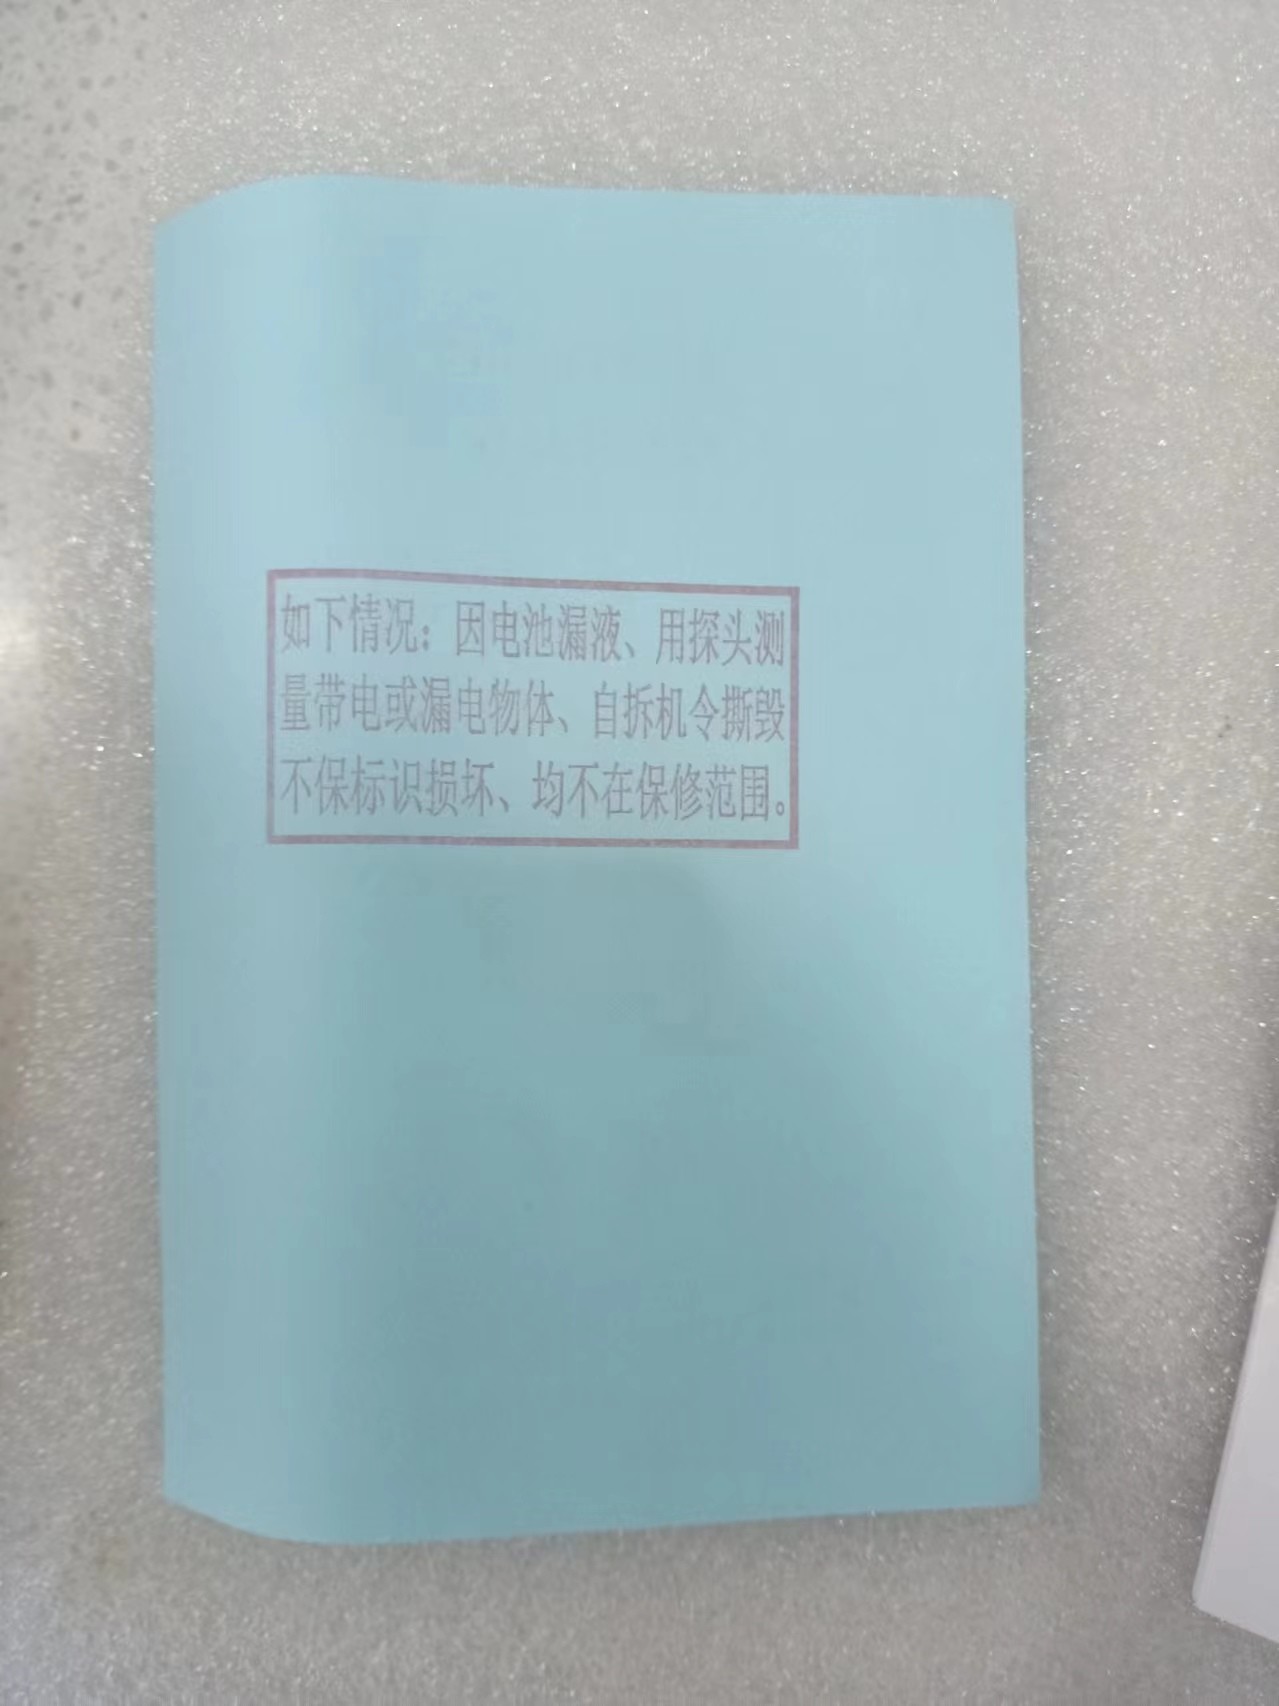 如下情况：因电池漏液、用探头测
量带电或漏电物体、自拆机令撕毁
不保标识损坏、均不在保修范围。